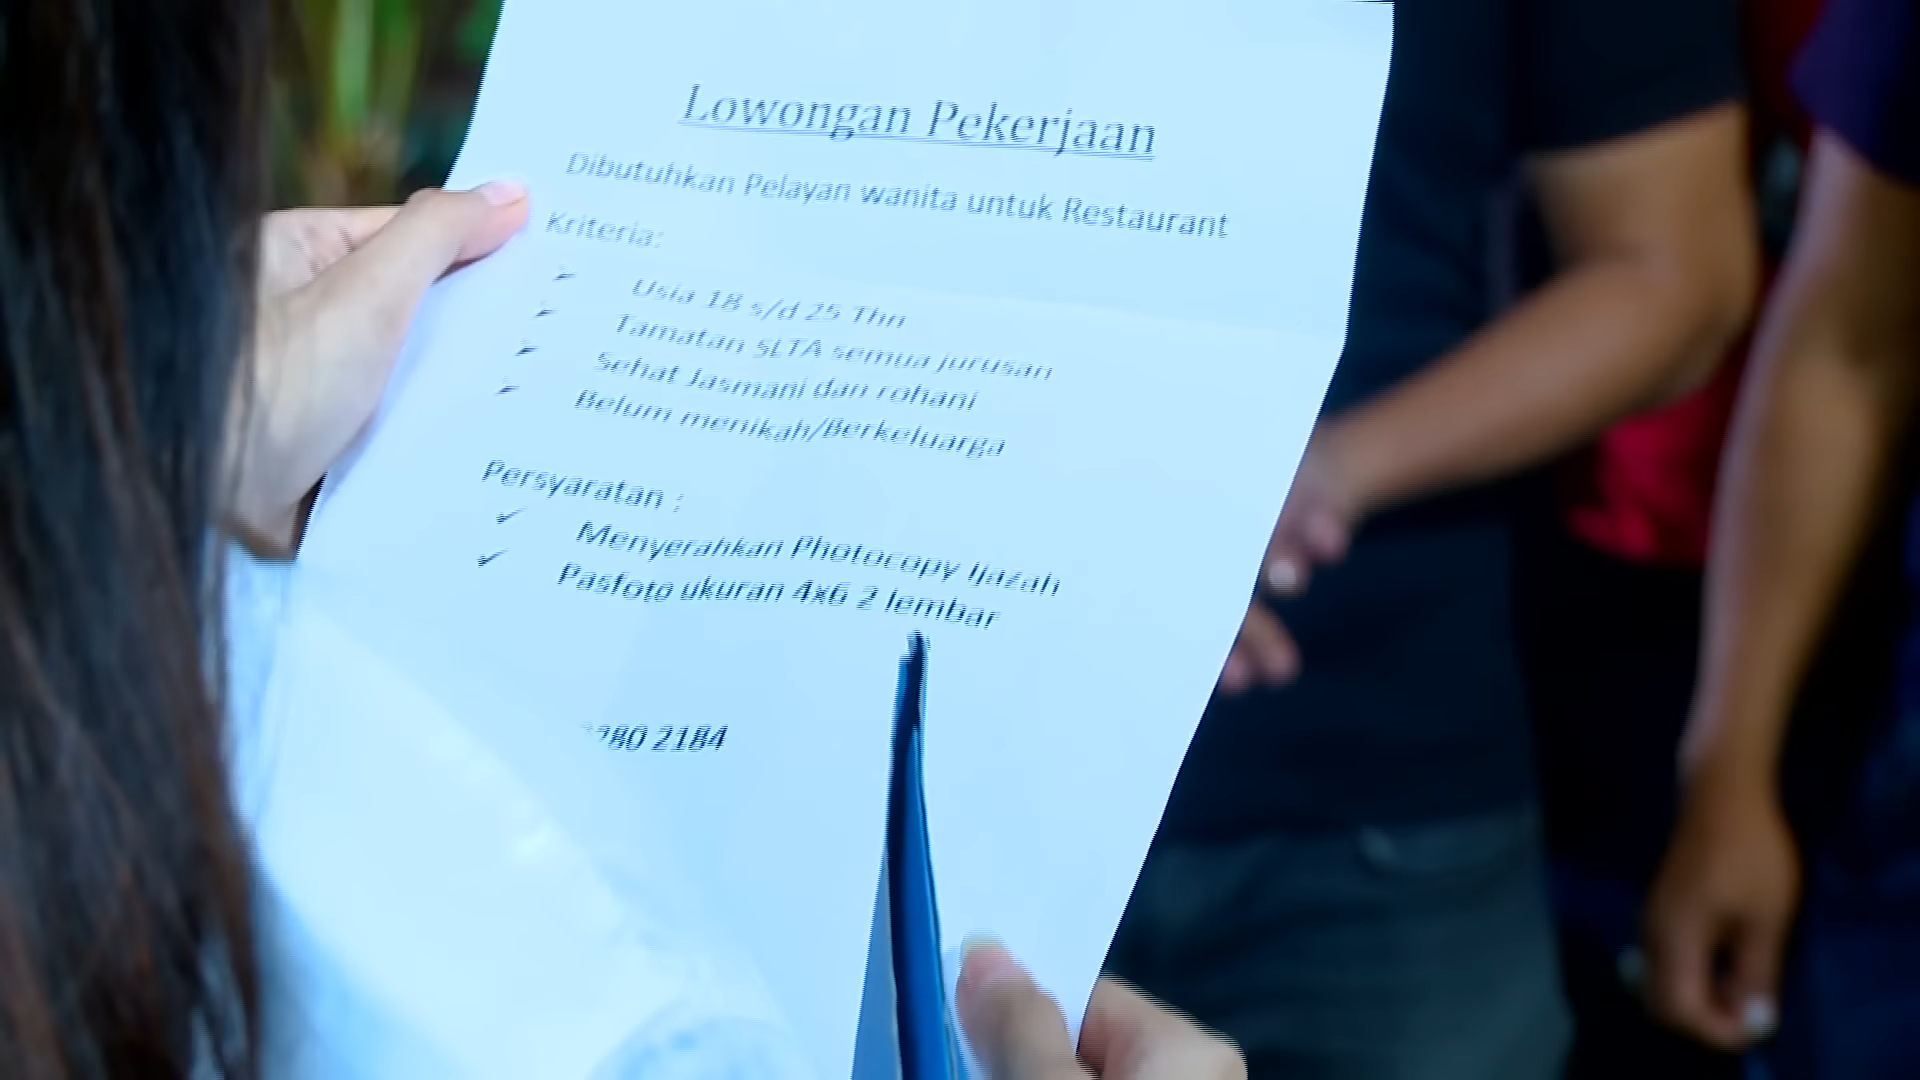 Lowongan Pekerjaan
Dibutuhkan Pelayan wanita untuk Restaurant
Kriteria:
➢ Usia 18 s/d 25 Thn
➢ Tamatan SLTA semua jurusan
➢ Sehat Jasmani dan rohani
➢ Belum menikah/Berkeluarga
Persyaratan :
✓ Menyerahkan Photocopy Ijazah
✓ Pasfoto ukuran 4x6 2 lembar
280 2184